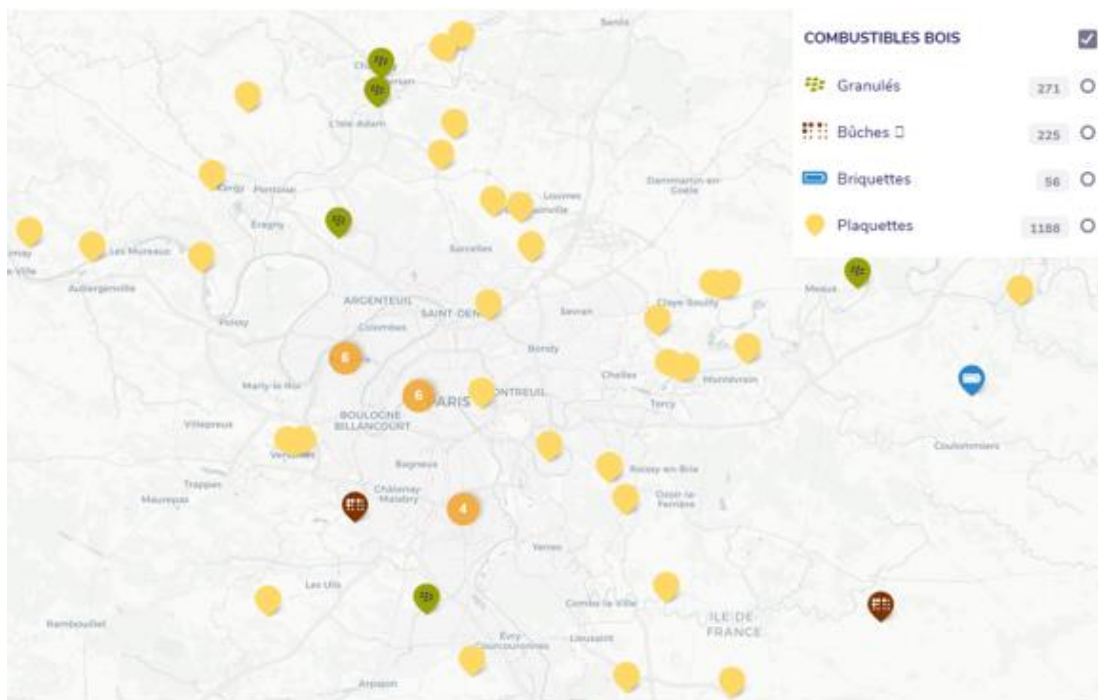 Senlis
COMBUSTIBLES BOIS
Granulés 271
L'Isle-Adam
Bûches 225
Dammartin-en-
Goële
Briquettes 56
Cergy Pontoise
Louvres
Éragny
Plaquettes 1188
Les Mureaux
Sarcelles
Aubergenville
Meaux
ARGENTEUIL
Claye-Souilly
SAINT-DEN
Sevran
Poissy
Colombes
Bondy
6
Chelles
Montévrain
Marly-le-Roi
6
PARIS
ONTREUIL
Torcy
BOULOGNE
BILLANCOURT
Villepreux
Coulommiers
Versailles
Bagneux
Roissy-en-Brie
Trappes
Châtenay-
Malabry
Maurepas
Ozoir-la-
Ferrière
4
Yerres
Les Ulis
Combs-la-Ville
ILE-DE-
FRANCE
Rambouillet
Évry
Courcouronnes
Lieusaint
Arpajon